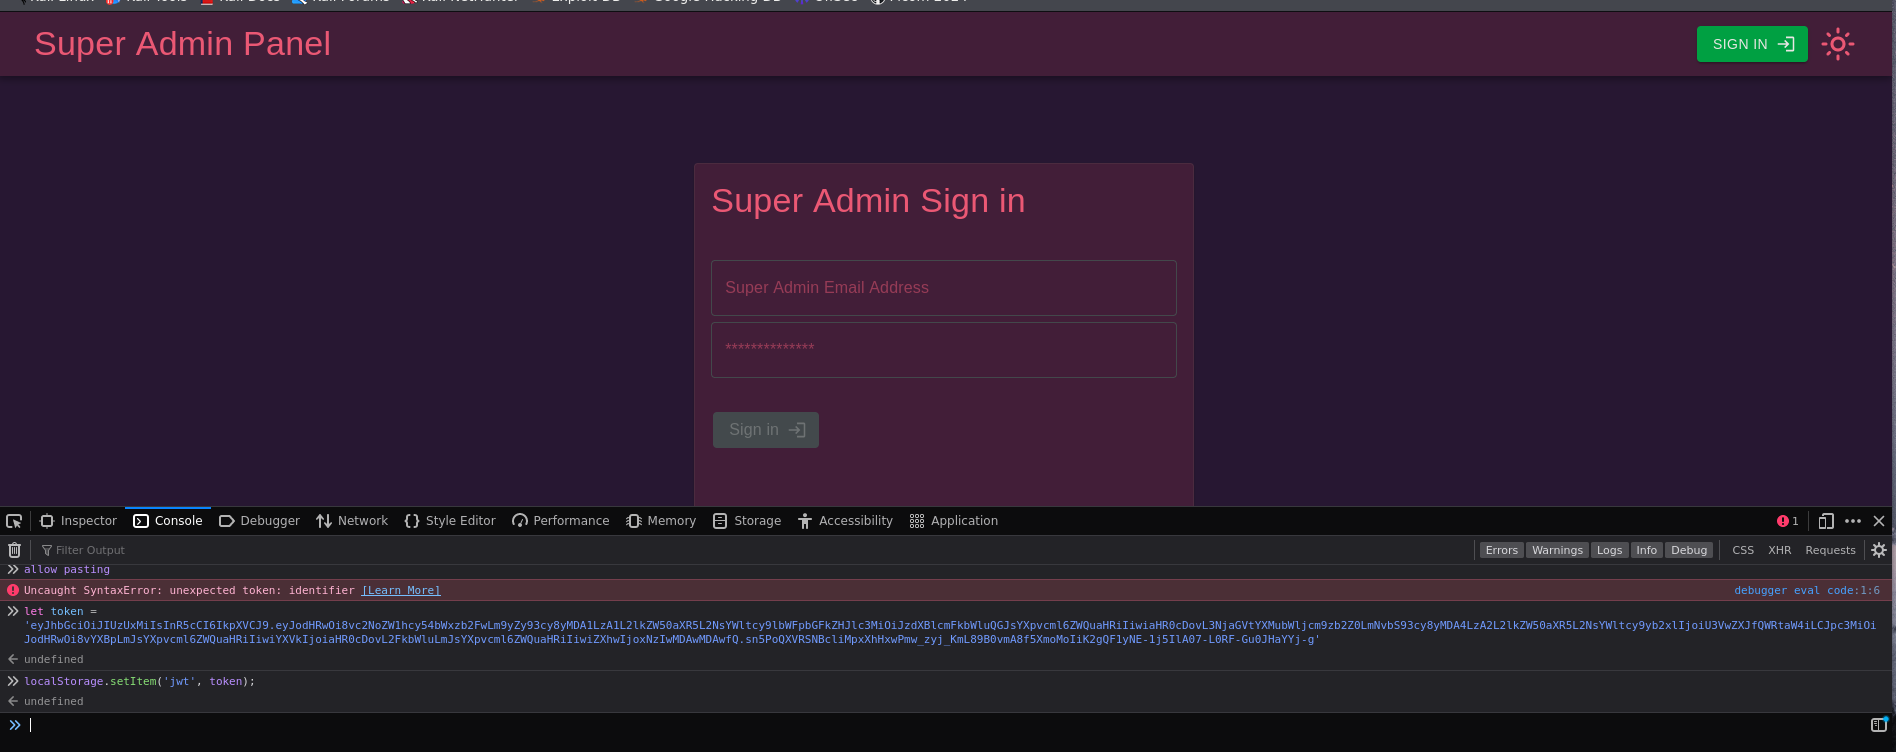 Super Admin Panel
SIGN IN
Super Admin Sign in
Super Admin Email Address
**************
Sign in
Inspector Console Debugger Network Style Editor Performance Memory Storage Accessibility Application 1
Filter Output Errors Warnings Logs Info Debug CSS XHR Requests
allow pasting
Uncaught SyntaxError: unexpected token: identifier [Learn More] debugger eval code:1:6
let token =
'eyJhbGciOiJIUzUxMiIsInR5cCI6IkpXVCJ9.eyJodHRwOi8vc2NoZW1hcy54bWxzb2FwLm9yZy93cy8yMDA1LzA1L2lkZW50aXR5L2NsYWltcy9lbWFpbGFkZHJlc3MiOiJzdXBlcmFkbWluQGJsYXpvcml6ZWQuaHRiIiwiaHR0cDovL3NjaGVtYXMubWljcm9zb2Z0LmNvbS93cy8yMDA4LzA2L2lkZW50aXR5L2NsYWltcy9yb2xlIjoiU3VwZXJfQWRtaW4iLCJpc3MiOi
JodHRwOi8vYXBpLmJsYXpvcml6ZWQuaHRiIiwiYXVkIjoiaHR0cDovL2FkbWluLmJsYXpvcml6ZWQuaHRiIiwiZXhwIjoxNzIwMDAwMDAwfQ.sn5PoQXVRSNBcliMpxXhHxwPmw_zyj_KmL89B0vmA8f5XmoMoIiK2gQF1yNE-1j5IlA07-L0RF-Gu0JHaYYj-g'
undefined
localStorage.setItem('jwt', token);
undefined